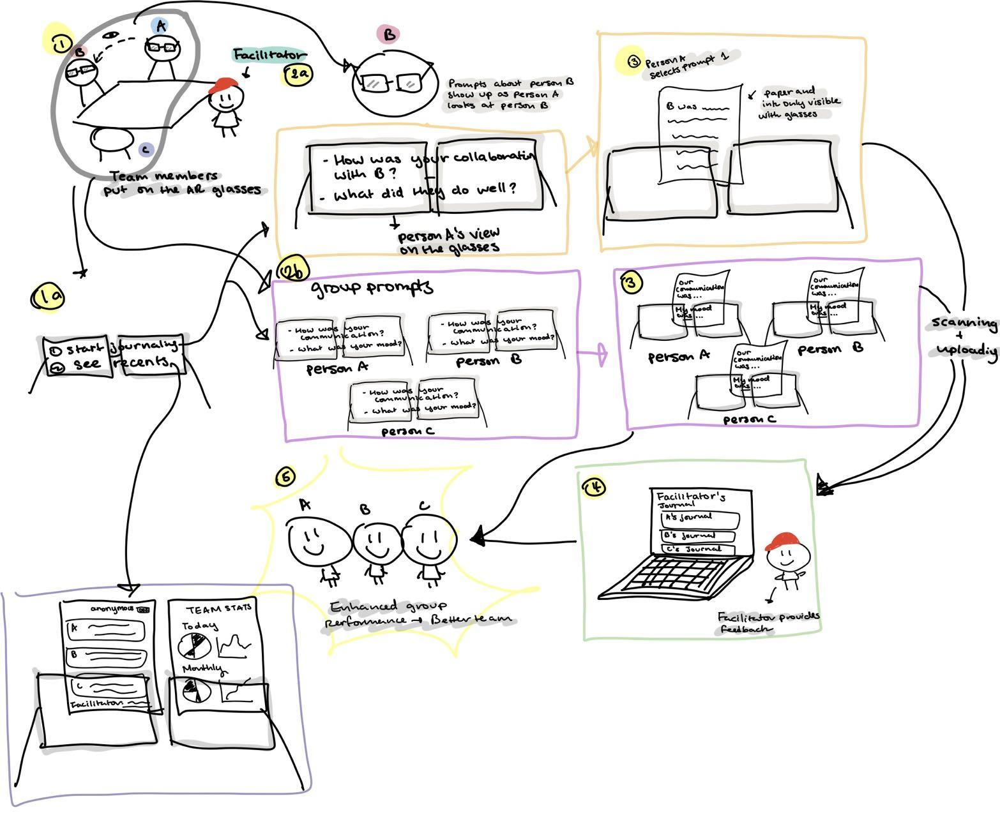 1
A
B
C
Facilitator
2a
Team members
put on the AR glasses
B
Prompts about person B
show up as person A
looks at person B
- How was your collaboration
with B?
- What did they do well?
person A's view
on the glasses
3 Person A
selects prompt 1
B was
paper and
ink only visible
with glasses
1a
1 start journaling
2 see recents
2b
group prompts
- How was your
communication?
- What was your mood?
person A
- How was your
communication?
- What was your mood?
person B
- How was your
communication?
- What was your mood?
person C
3
our
communication
was...
My mood
was ...
person A
our
communication
was...
My mood
was ...
person B
our
communication
was...
My mood
was ...
person C
scanning
+
4
Facilitator's
Journal
A's journal
B's journal
C's Journal
Facilitator provides
feedback
5
A
B
C
Enhanced group
performance → Better team
anonymous
A
B
C
Facilitator:
TEAM STATS
Today
Monthly